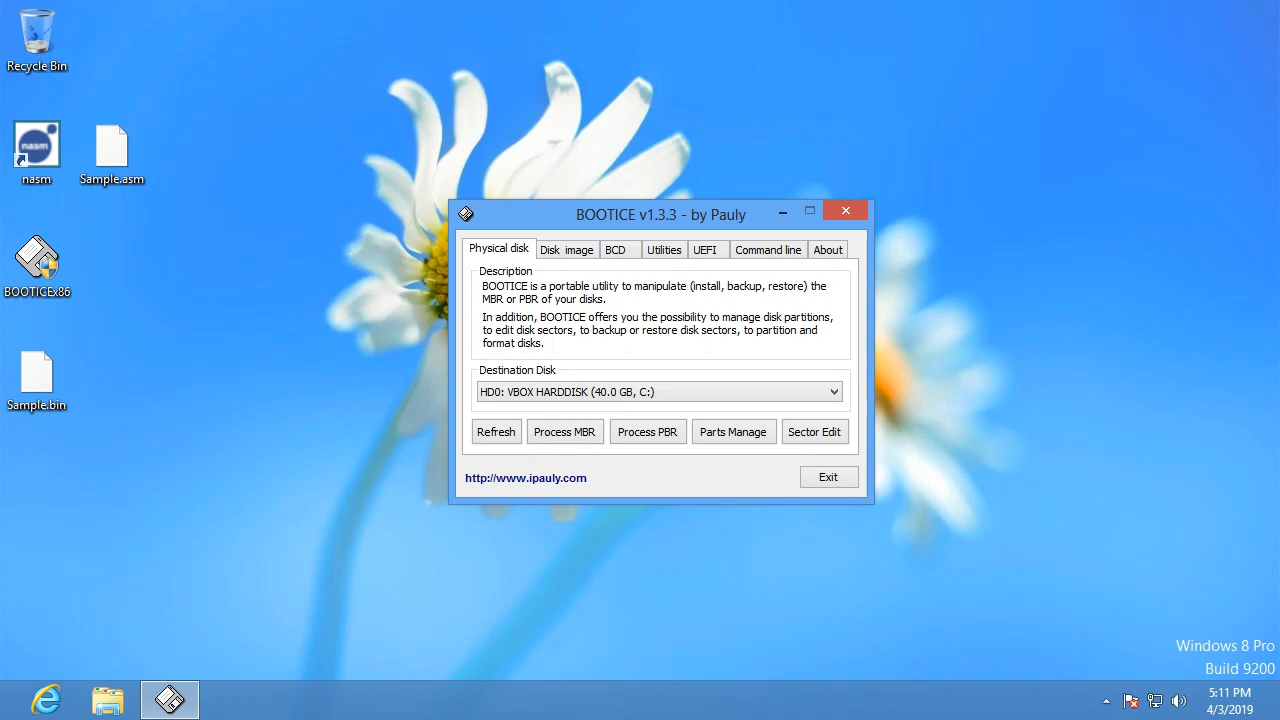 Recycle Bin
nasm
nasm
Sample.asm
BOOTICEx86
Sample.bin
BOOTICE v1.3.3 - by Pauly
Physical disk
Disk image
BCD
Utilities
UEFI
Command line
About
Description
BOOTICE is a portable utility to manipulate (install, backup, restore) the
MBR or PBR of your disks.
In addition, BOOTICE offers you the possibility to manage disk partitions,
to edit disk sectors, to backup or restore disk sectors, to partition and
format disks.
Destination Disk
HD0: VBOX HARDDISK (40.0 GB, C:)
Refresh
Process MBR
Process PBR
Parts Manage
Sector Edit
http://www.ipauly.com
Exit
Windows 8 Pro
Build 9200
5:11 PM
4/3/2019